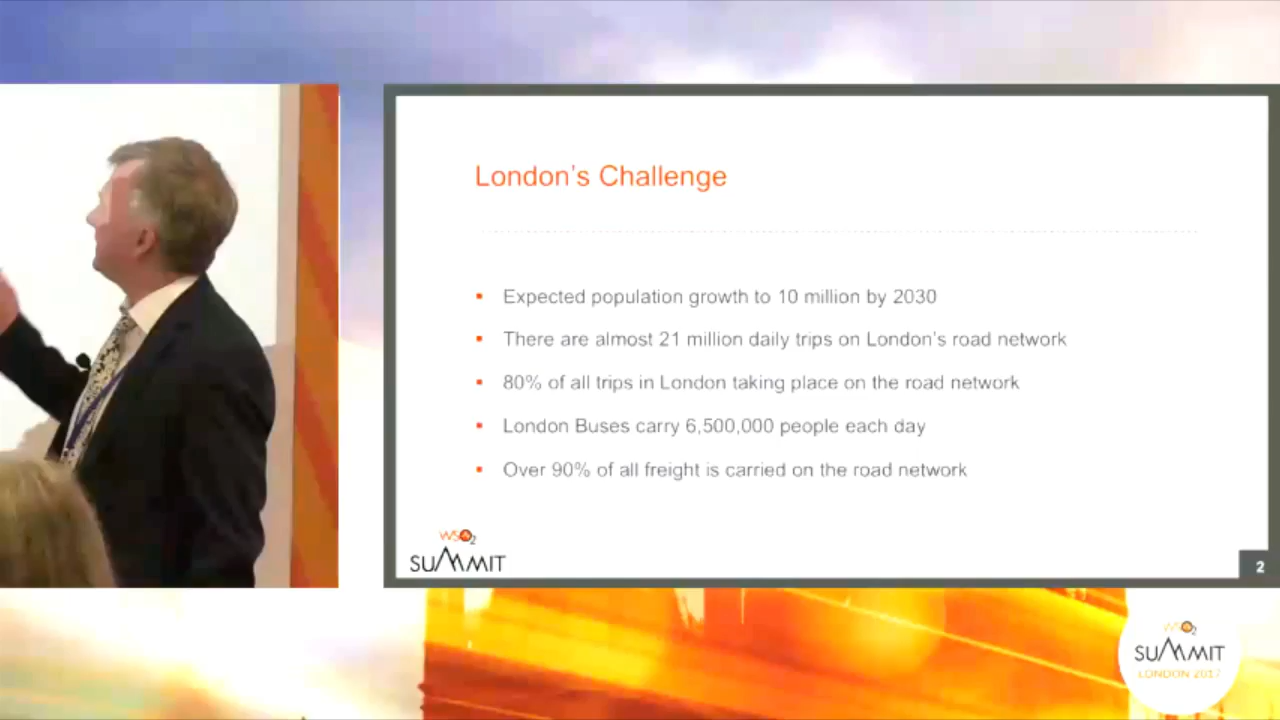 London's Challenge
▪ Expected population growth to 10 million by 2030
▪ There are almost 21 million daily trips on London's road network
▪ 80% of all trips in London taking place on the road network
▪ London Buses carry 6,500,000 people each day
▪ Over 90% of all freight is carried on the road network
WSO2
SUMMIT
2
WSO2
SUMMIT
LONDON 2017